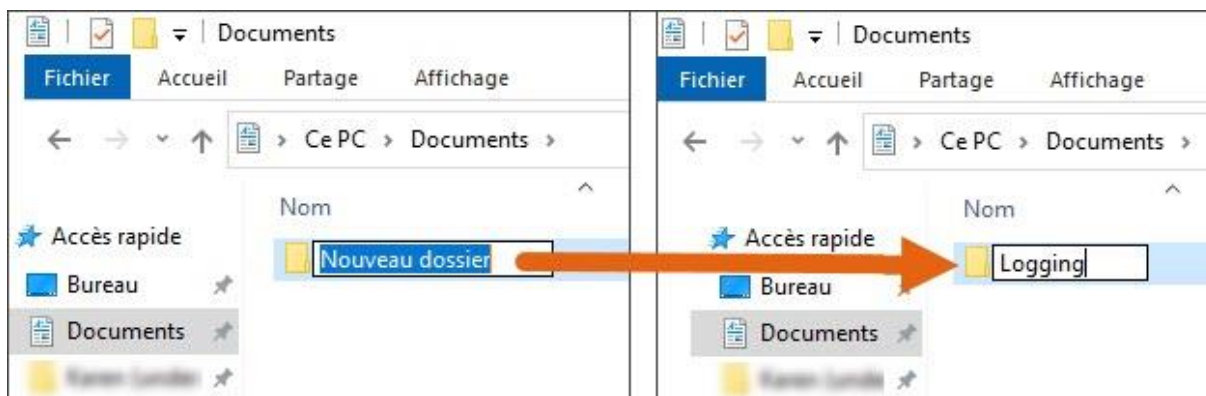 Documents
Fichier Accueil Partage Affichage
Ce PC Documents
Nom
Accès rapide
Nouveau dossier
Bureau
Documents
Documents
Fichier Accueil Partage Affichage
Ce PC Documents
Nom
Accès rapide
Logging
Bureau
Documents